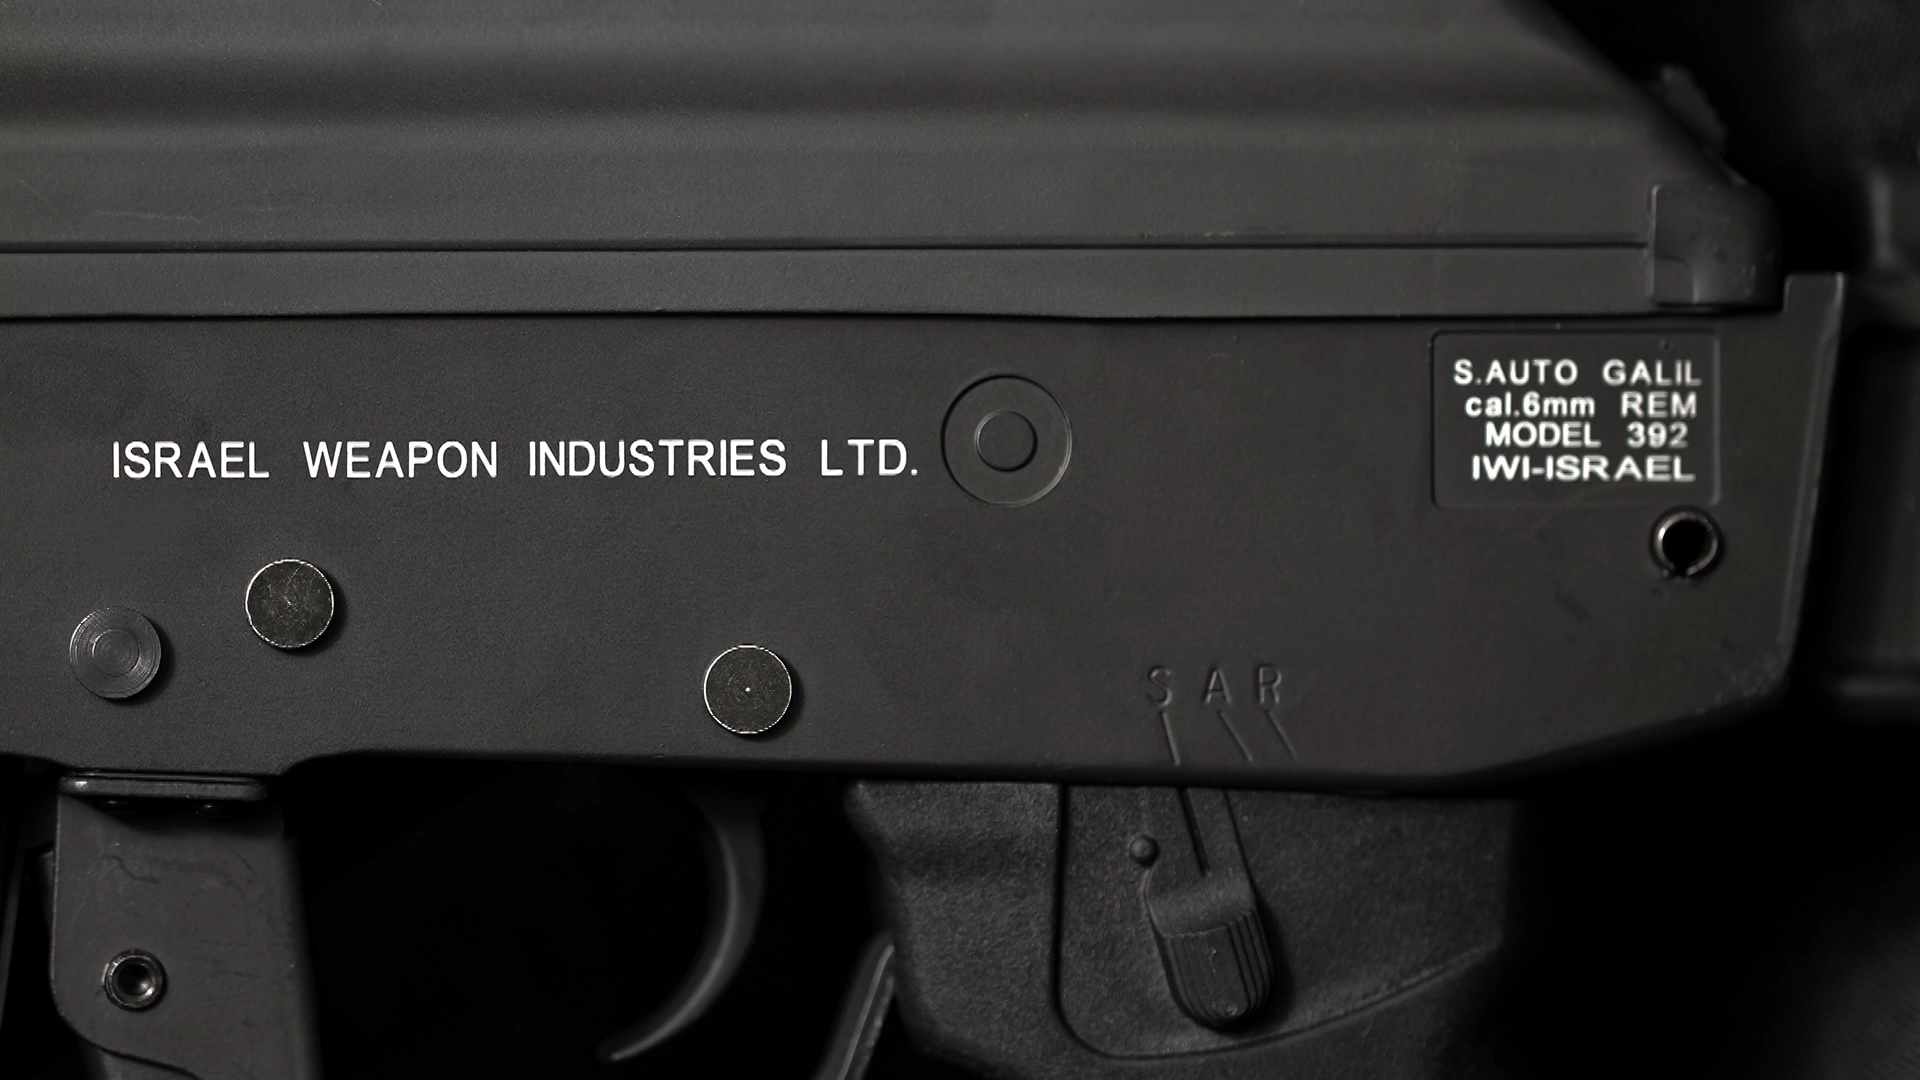 ISRAEL WEAPON INDUSTRIES LTD.
S.AUTO GALIL
cal.6mm REM
MODEL 392
IWI-ISRAEL
S A R